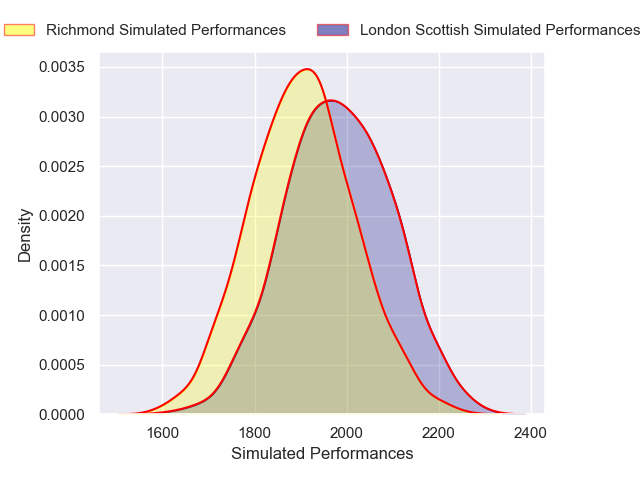 Richmond Simulated Performances London Scottish Simulated Performances
0.0035
0.0030
0.0025
0.0020
0.0015
0.0010
0.0005
0.0000
Density
1600 1800 2000 2200 2400
Simulated Performances